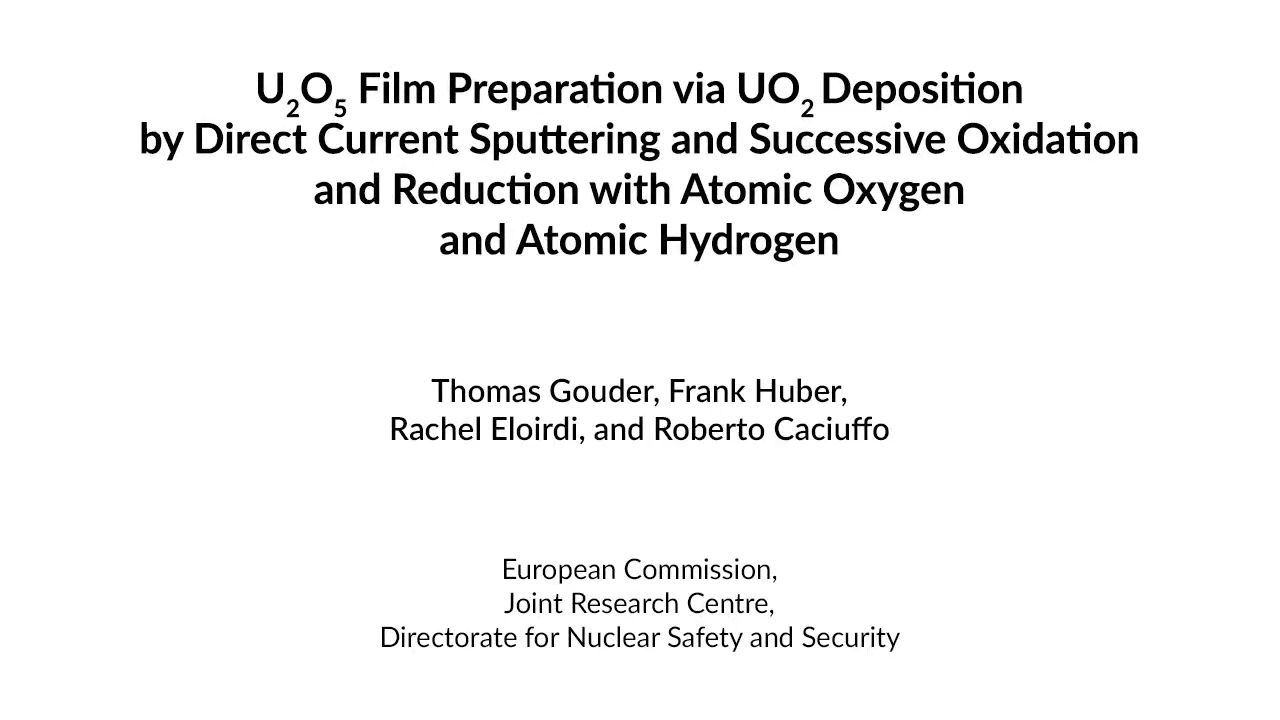 U₂O₅ Film Preparation via UO₂ Deposition
by Direct Current Sputtering and Successive Oxidation
and Reduction with Atomic Oxygen
and Atomic Hydrogen
Thomas Gouder, Frank Huber,
Rachel Eloirdi, and Roberto Caciuffo
European Commission,
Joint Research Centre,
Directorate for Nuclear Safety and Security